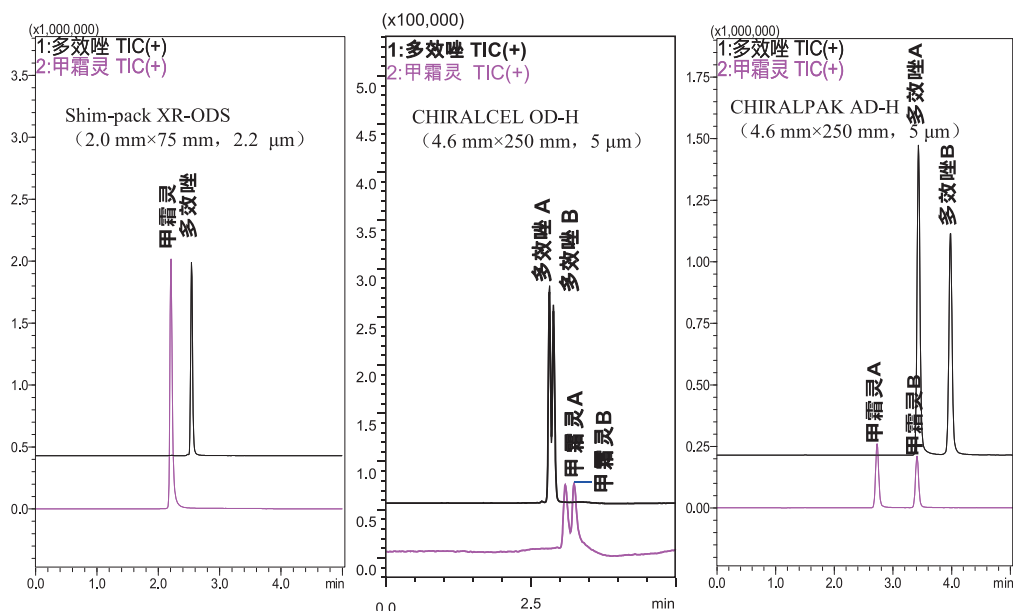 (x1,000,000)
1:多效唑 TIC(+)
2:甲霜灵 TIC(+)
3.5
3.0
2.5
2.0
1.5
1.0
0.5
0.0
Shim-pack XR-ODS
（2.0 mm×75 mm，2.2 μm）
甲霜灵
多效唑
0.0
1.0
2.0
3.0
4.0
min
(x100,000)
1:多效唑 TIC(+)
2:甲霜灵 TIC(+)
5.0
4.5
4.0
3.5
3.0
2.5
2.0
1.5
1.0
0.5
0.0
CHIRALCEL OD-H
（4.6 mm×250 mm，5 μm）
多效唑 A
多效唑 B
甲霜灵A
甲霜灵B
0.0
2.5
min
(x1,000,000)
1:多效唑 TIC(+)
2:甲霜灵 TIC(+)
1.75
1.50
1.25
1.00
0.75
0.50
0.25
0.00
CHIRALPAK AD-H
（4.6 mm×250 mm，5 μm）
多效唑A
多效唑B
甲霜灵A
甲霜灵B
0.0
1.0
2.0
3.0
4.0
min